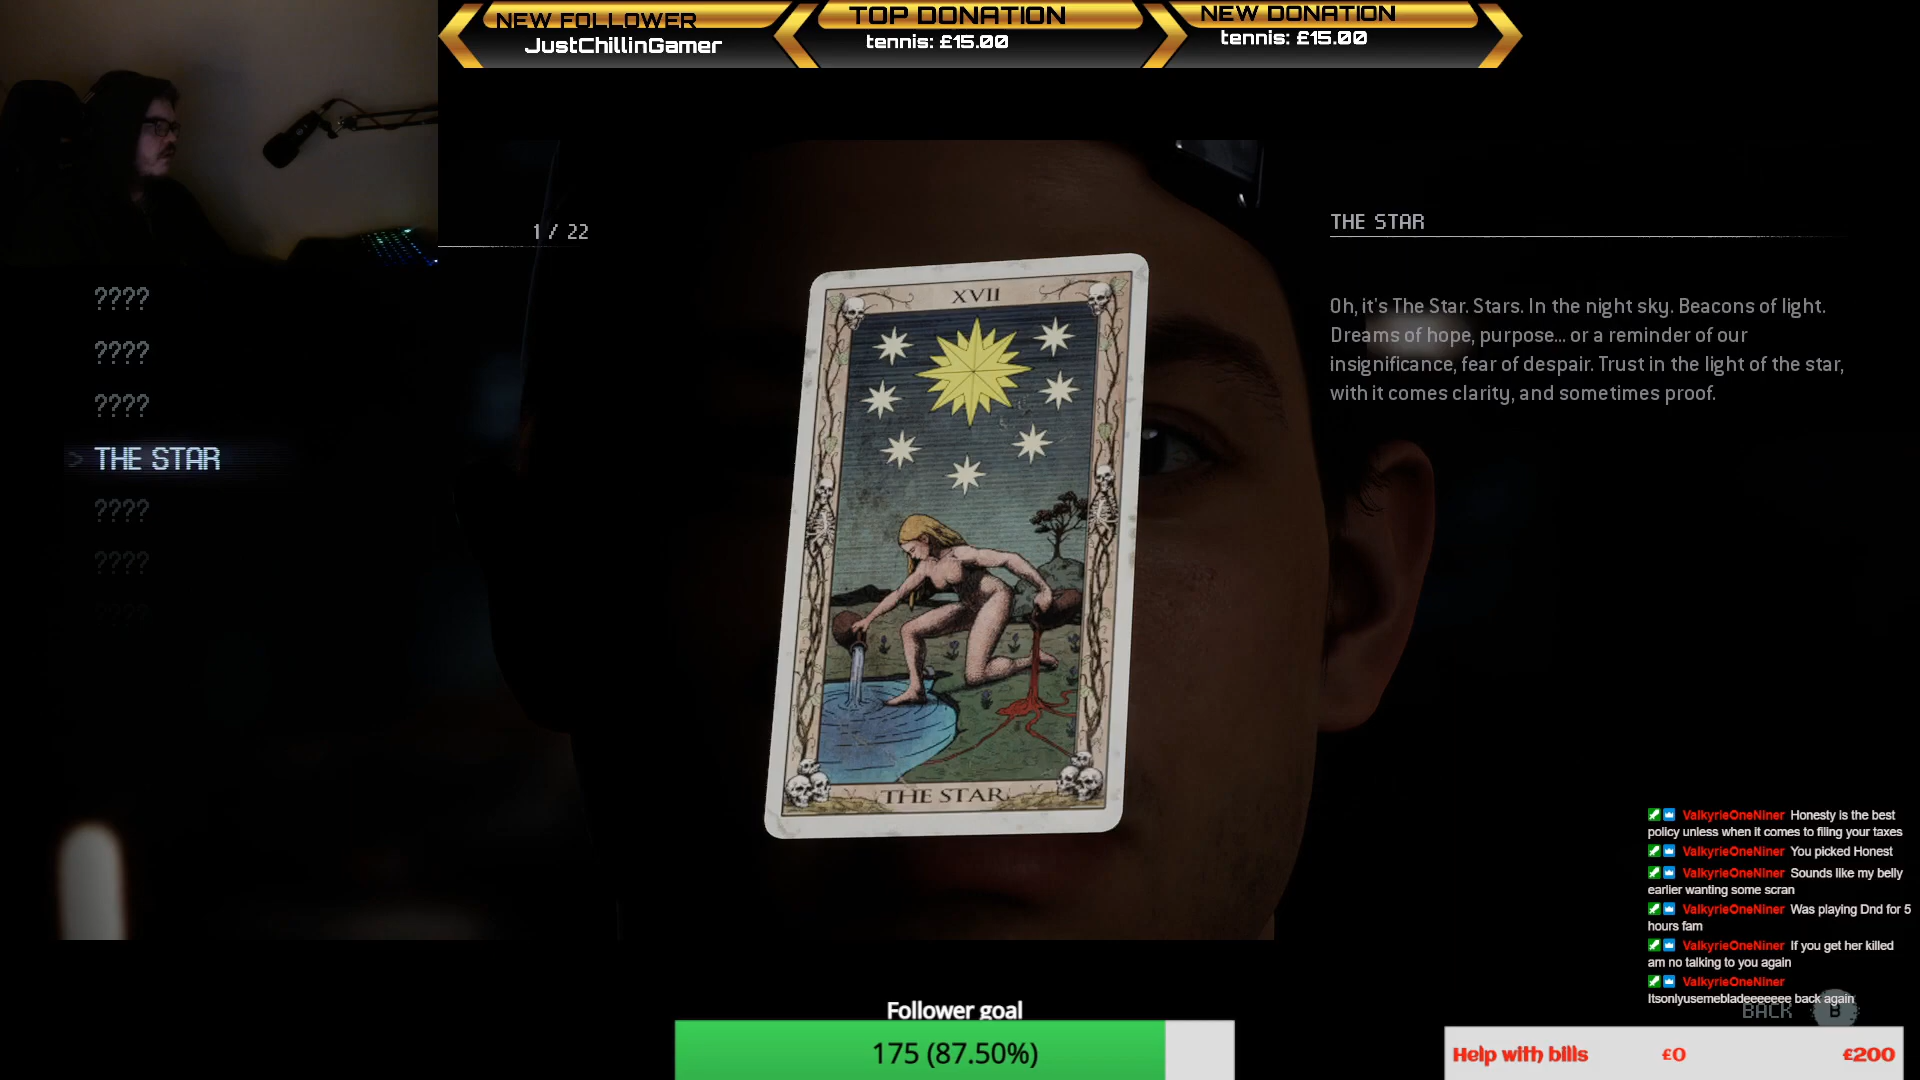 NEW FOLLOWER
JustChillinGamer
TOP DONATION
tennis: £15.00
NEW DONATION
tennis: £15.00
1 / 22
????
????
????
> THE STAR
????
????
????
XVII
THE STAR
THE STAR
Oh, it's The Star. Stars. In the night sky. Beacons of light.
Dreams of hope, purpose... or a reminder of our
insignificance, fear of despair. Trust in the light of the star,
with it comes clarity, and sometimes proof.
ValkyrieOneNiner Honesty is the best
policy unless when it comes to filing your taxes
ValkyrieOneNiner You picked Honest
ValkyrieOneNiner Sounds like my belly
earlier wanting some scran
ValkyrieOneNiner Was playing Dnd for 5
hours fam
ValkyrieOneNiner If you get her killed
am no talking to you again
ValkyrieOneNiner
Itsonlyusemebladeeeeeee back again
BACK B
Follower goal
175 (87.50%)
Help with bills £0 £200